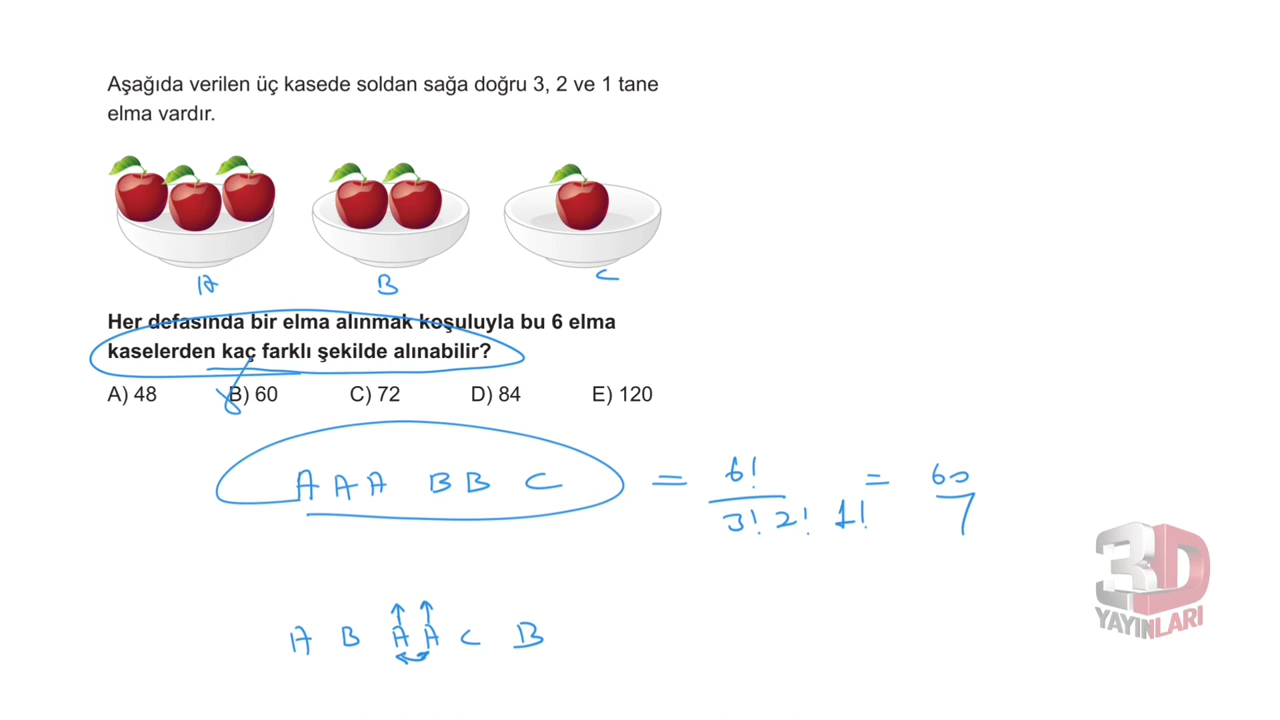 Aşağıda verilen üç kasede soldan sağa doğru 3, 2 ve 1 tane
elma vardır.
A B C
Her defasında bir elma alınmak koşuluyla bu 6 elma
kaselerden kaç farklı şekilde alınabilir?
A) 48 B) 60 C) 72 D) 84 E) 120
A A A B B C = 6! / 3! 2! 1! = 60
A B A A C B
3D
YAYINLARI